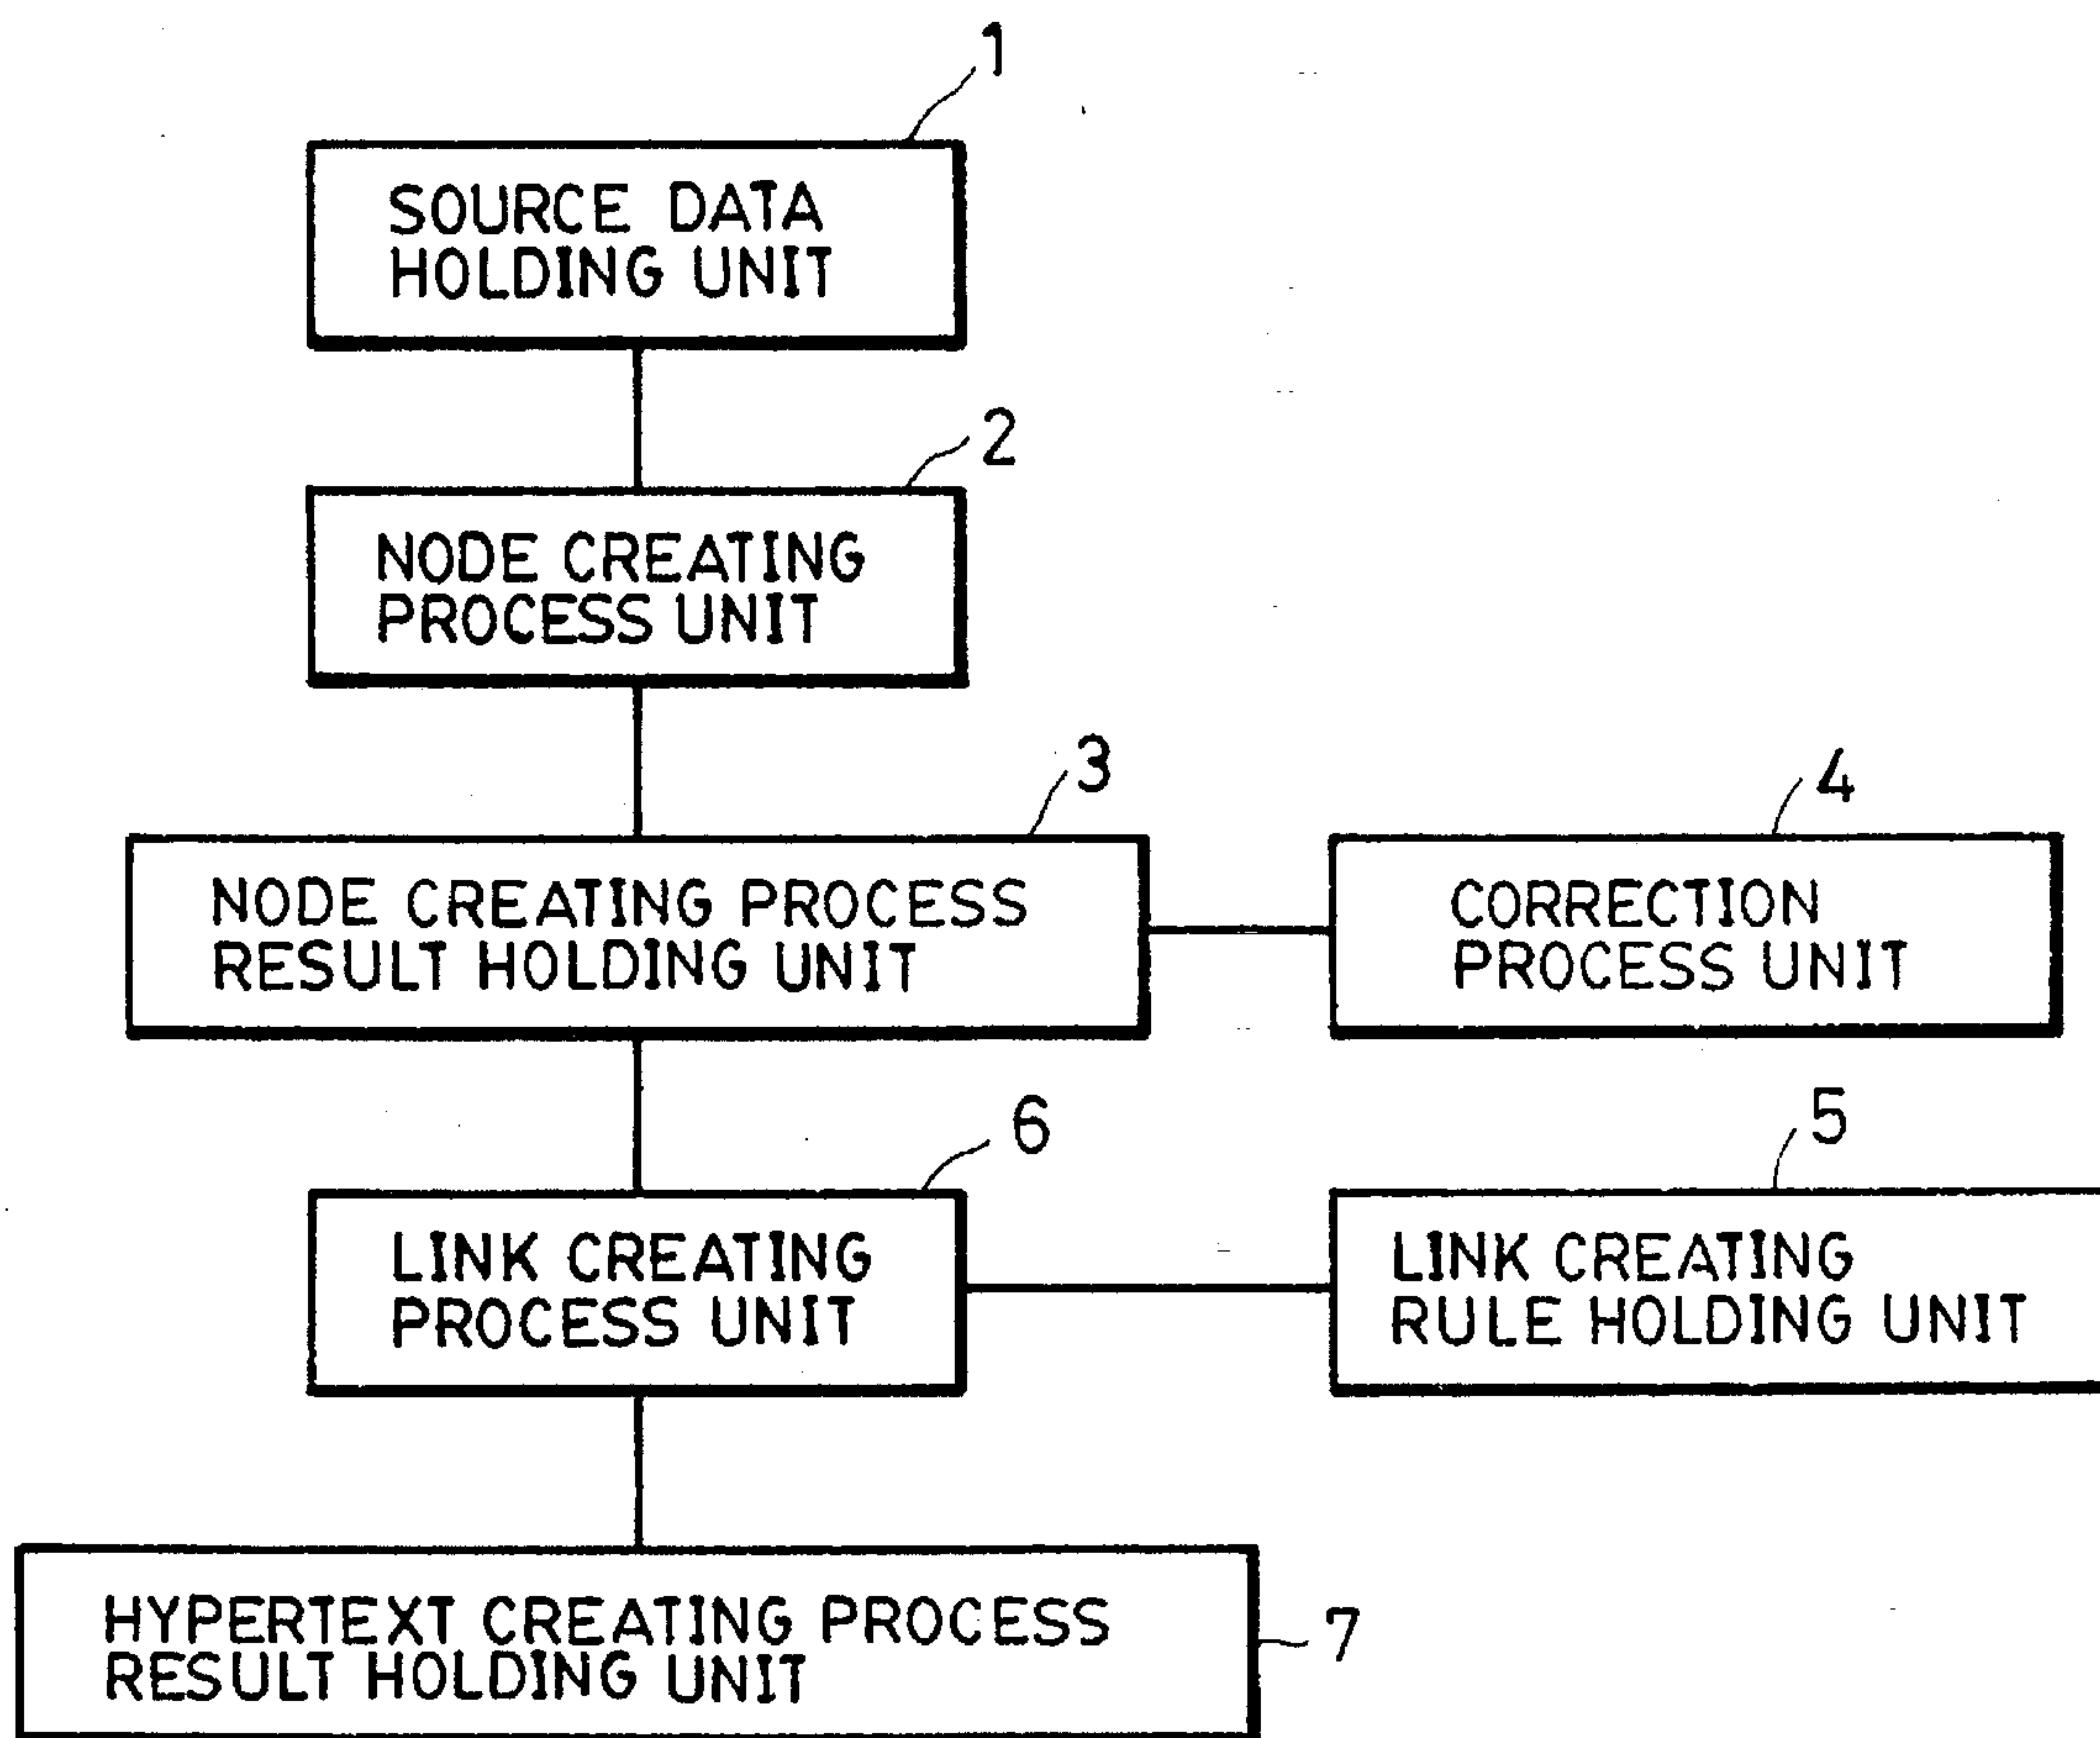 1
SOURCE DATA
HOLDING UNIT
2
NODE CREATING
PROCESS UNIT
3
NODE CREATING PROCESS
RESULT HOLDING UNIT
4
CORRECTION
PROCESS UNIT
6
LINK CREATING
PROCESS UNIT
5
LINK CREATING
RULE HOLDING UNIT
HYPERTEXT CREATING PROCESS
RESULT HOLDING UNIT
7